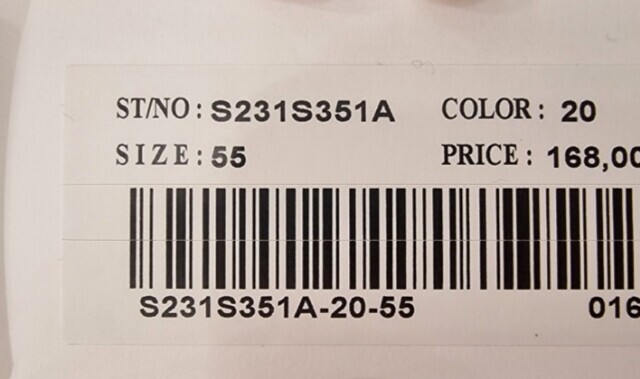 ST/NO : S231S351A COLOR : 20
SIZE : 55 PRICE : 168,00
S231S351A-20-55 016